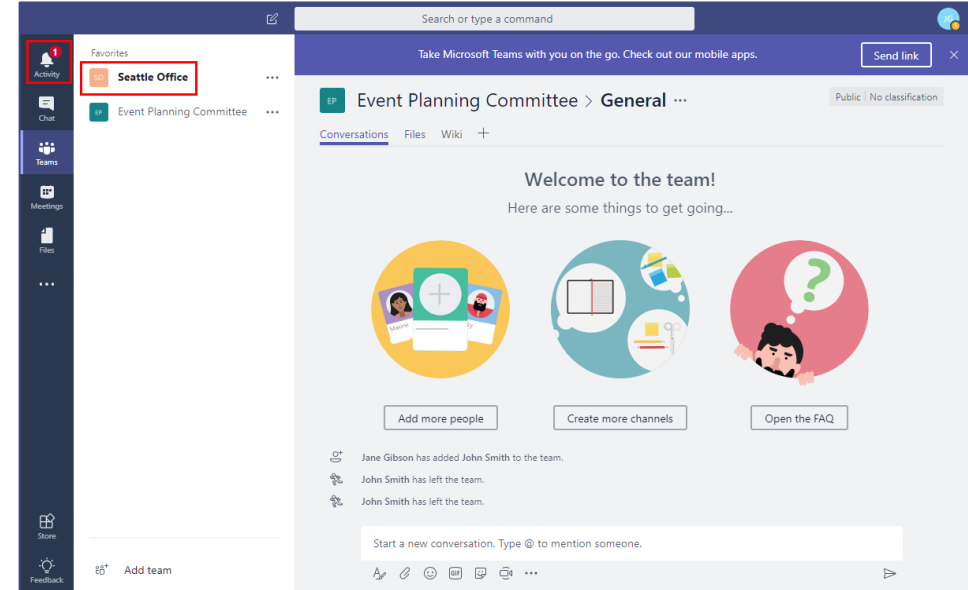 Search or type a command
JG
1
Activity
Chat
Teams
Meetings
Files
Store
Feedback
Favorites
SO Seattle Office
EP Event Planning Committee
Add team
Take Microsoft Teams with you on the go. Check out our mobile apps.
Send link
EP Event Planning Committee > General
Public No classification
Conversations Files Wiki
Welcome to the team!
Here are some things to get going...
Maxine
Add more people
Create more channels
Open the FAQ
Jane Gibson has added John Smith to the team.
John Smith has left the team.
John Smith has left the team.
Start a new conversation. Type @ to mention someone.
GIF